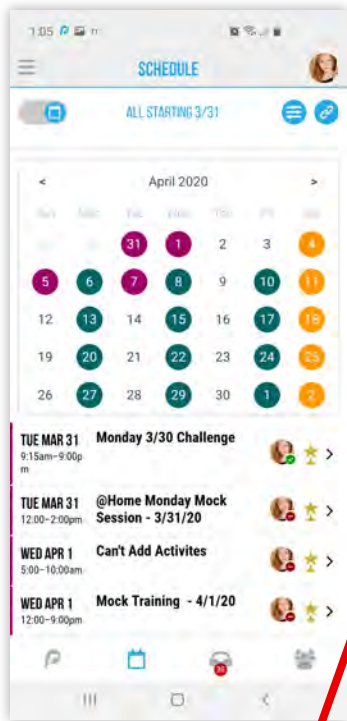 1:05
SCHEDULE
ALL STARTING 3/31
< April 2020 >
31 1 2 3 4
5 6 7 8 9 10 11
12 13 14 15 16 17 18
19 20 21 22 23 24 25
26 27 28 29 30 1 2
TUE MAR 31 Monday 3/30 Challenge
9:15am-9:00p
m
TUE MAR 31 @Home Monday Mock
12:00-2:00pm Session - 3/31/20
WED APR 1 Can't Add Activites
5:00-10:00am
WED APR 1 Mock Training - 4/1/20
12:00-9:00pm